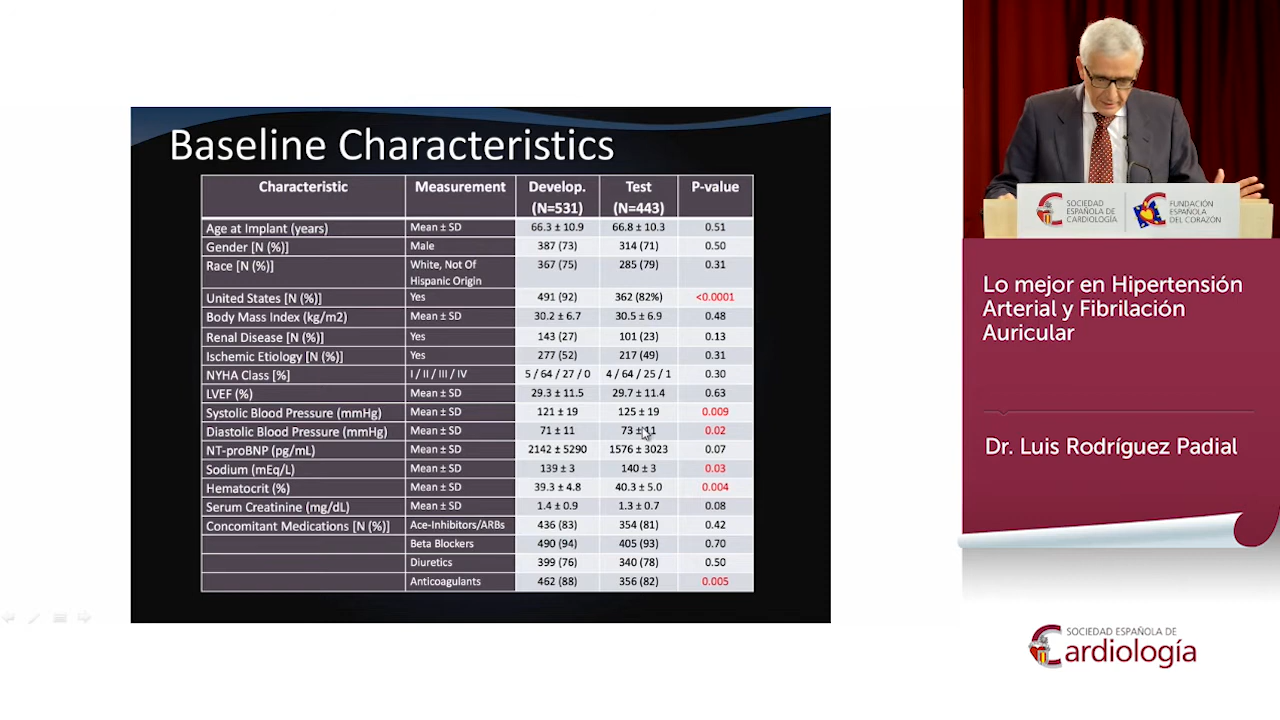 Baseline Characteristics
Characteristic Measurement Develop. (N=531) Test (N=443) P-value
Age at Implant (years) Mean ± SD 66.3 ± 10.9 66.8 ± 10.3 0.51
Gender [N (%)] Male 387 (73) 314 (71) 0.50
Race [N (%)] White, Not Of Hispanic Origin 367 (75) 285 (79) 0.31
United States [N (%)] Yes 491 (92) 362 (82%) <0.0001
Body Mass Index (kg/m2) Mean ± SD 30.2 ± 6.7 30.5 ± 6.9 0.48
Renal Disease [N (%)] Yes 143 (27) 101 (23) 0.13
Ischemic Etiology [N (%)] Yes 277 (52) 217 (49) 0.31
NYHA Class [%] I / II / III / IV 5 / 64 / 27 / 0 4 / 64 / 25 / 1 0.30
LVEF (%) Mean ± SD 29.3 ± 11.5 29.7 ± 11.4 0.63
Systolic Blood Pressure (mmHg) Mean ± SD 121 ± 19 125 ± 19 0.009
Diastolic Blood Pressure (mmHg) Mean ± SD 71 ± 11 73 ± 11 0.02
NT-proBNP (pg/mL) Mean ± SD 2142 ± 5290 1576 ± 3023 0.07
Sodium (mEq/L) Mean ± SD 139 ± 3 140 ± 3 0.03
Hematocrit (%) Mean ± SD 39.3 ± 4.8 40.3 ± 5.0 0.004
Serum Creatinine (mg/dL) Mean ± SD 1.4 ± 0.9 1.3 ± 0.7 0.08
Concomitant Medications [N (%)] Ace-Inhibitors/ARBs 436 (83) 354 (81) 0.42
Beta Blockers 490 (94) 405 (93) 0.70
Diuretics 399 (76) 340 (78) 0.50
Anticoagulants 462 (88) 356 (82) 0.005
SOCIEDAD
ESPAÑOLA DE
CARDIOLOGÍA
FUNDACIÓN
ESPAÑOLA
DEL CORAZÓN
Lo mejor en Hipertensión
Arterial y Fibrilación
Auricular
Dr. Luis Rodríguez Padial
SOCIEDAD ESPAÑOLA DE
Cardiología